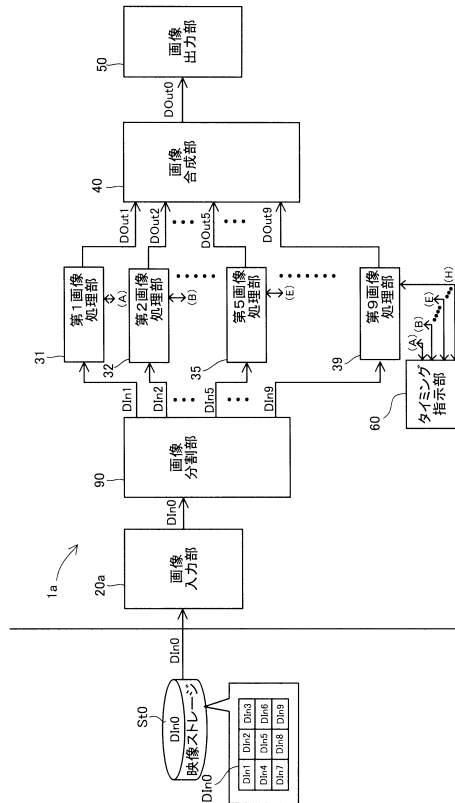 1a
St0
DIn0
映像ストレージ
DIn0
DIn1 DIn2 DIn3
DIn4 DIn5 DIn6
DIn7 DIn8 DIn9
DIn0
20a
画像
入力部
DIn0
90
画像
分割部
DIn1
DIn2
DIn5
DIn9
31
第1画像
処理部
(A)
32
第2画像
処理部
(B)
35
第5画像
処理部
(E)
39
第9画像
処理部
60
タイミング
指示部
(A)
(B)
(E)
(H)
DOut1
DOut2
DOut5
DOut9
40
画像
合成部
DOut0
50
画像
出力部